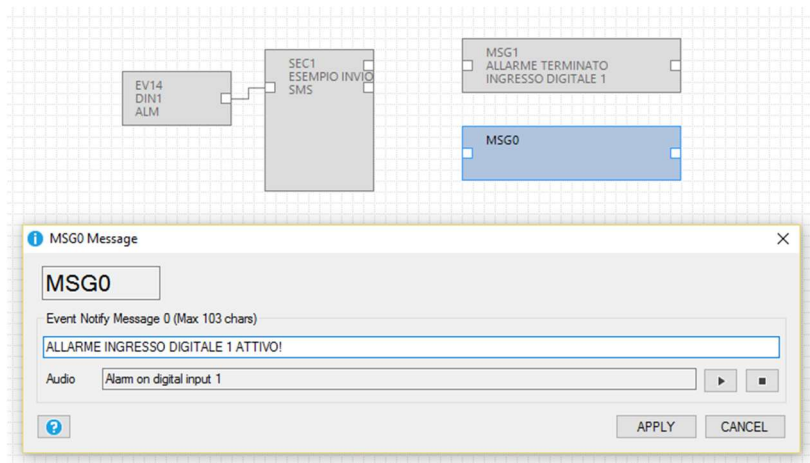 EV14
DIN1
ALM
SEC1
ESEMPIO INVIO
SMS
MSG1
ALLARME TERMINATO
INGRESSO DIGITALE 1
MSG0
MSG0 Message
MSG0
Event Notify Message 0 (Max 103 chars)
ALLARME INGRESSO DIGITALE 1 ATTIVO!
Audio
Alarm on digital input 1
APPLY
CANCEL